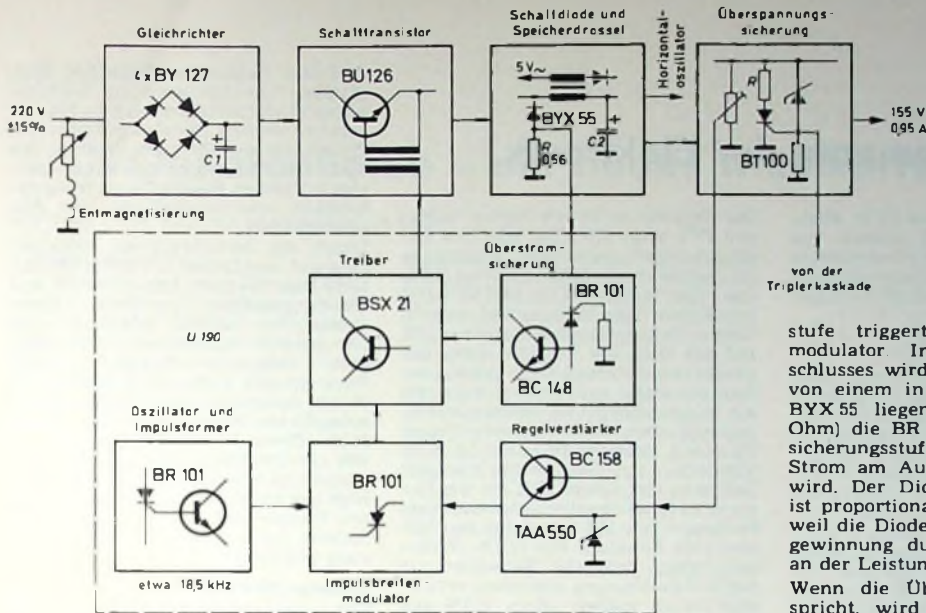 Gleichrichter
4xBY 127
C1
+
220 V
±15%
Entmagnetisierung
Schalttransistor
BU126
Schaltdiode und
Speicherdrossel
5V~
BYX 55
R
0,56
C2
+
Horizontal-
oszillator
Überspannungs-
sicherung
R
BT100
155 V
0,95 A
von der
Triplerkaskade
U 190
Treiber
BSX 21
Überstrom-
sicherung
BR 101
BC 148
Oszillator und
Impulsformer
BR 101
etwa 18,5 kHz
BR101
Impulsbreiten-
modulator
Regelverstärker
BC 158
TAA550
stufe triggert
modulator. In
schlusses wird
von einem in
BYX 55 liegen
Ohm) die BR
sicherungsstuf
Strom am Au
wird. Der Dio
ist proportiona
weil die Diode
gewinnung du
an der Leistun
Wenn die Üb
spricht, wird